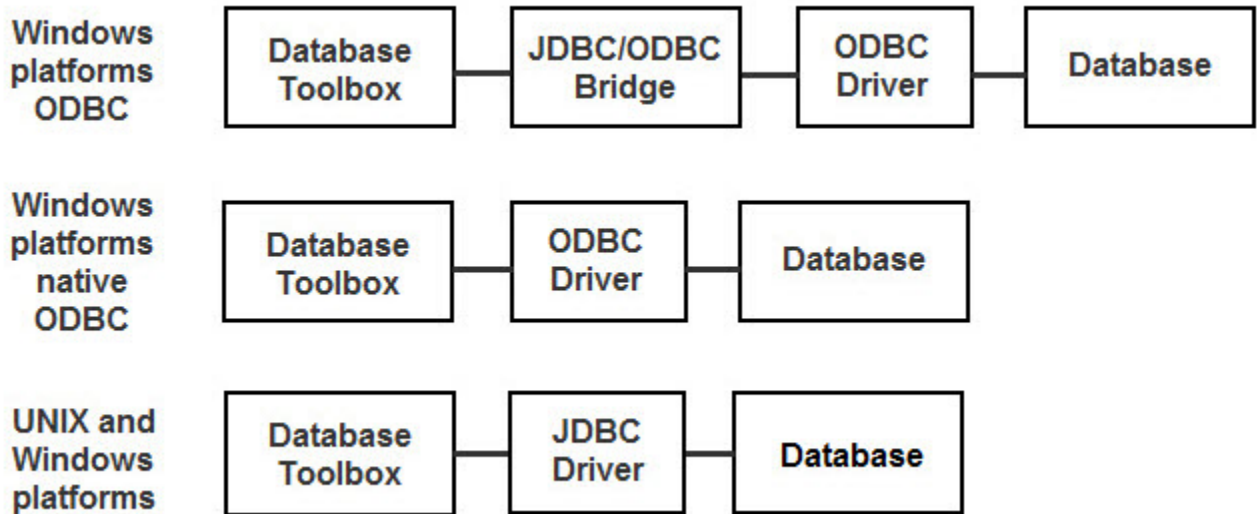 Windows
platforms
ODBC
Database
Toolbox
JDBC/ODBC
Bridge
ODBC
Driver
Database
Windows
platforms
native
ODBC
Database
Toolbox
ODBC
Driver
Database
UNIX and
Windows
platforms
Database
Toolbox
JDBC
Driver
Database